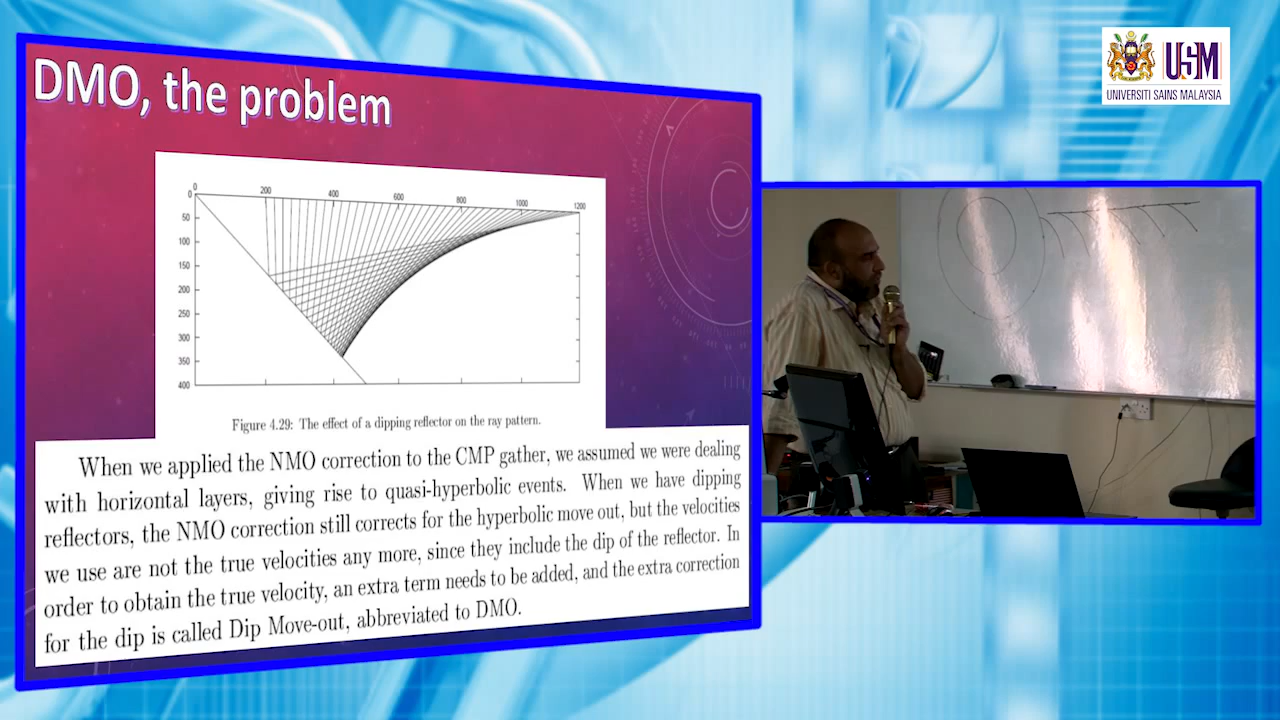 DMO, the problem
0 200 400 600 800 1000 1200
0
50
100
150
200
250
300
350
400
Figure 4.29: The effect of a dipping reflector on the ray pattern.
When we applied the NMO correction to the CMP gather, we assumed we were dealing
with horizontal layers, giving rise to quasi-hyperbolic events. When we have dipping
reflectors, the NMO correction still corrects for the hyperbolic move out, but the velocities
we use are not the true velocities any more, since they include the dip of the reflector. In
order to obtain the true velocity, an extra term needs to be added, and the extra correction
for the dip is called Dip Move-out, abbreviated to DMO.
USM
UNIVERSITI SAINS MALAYSIA